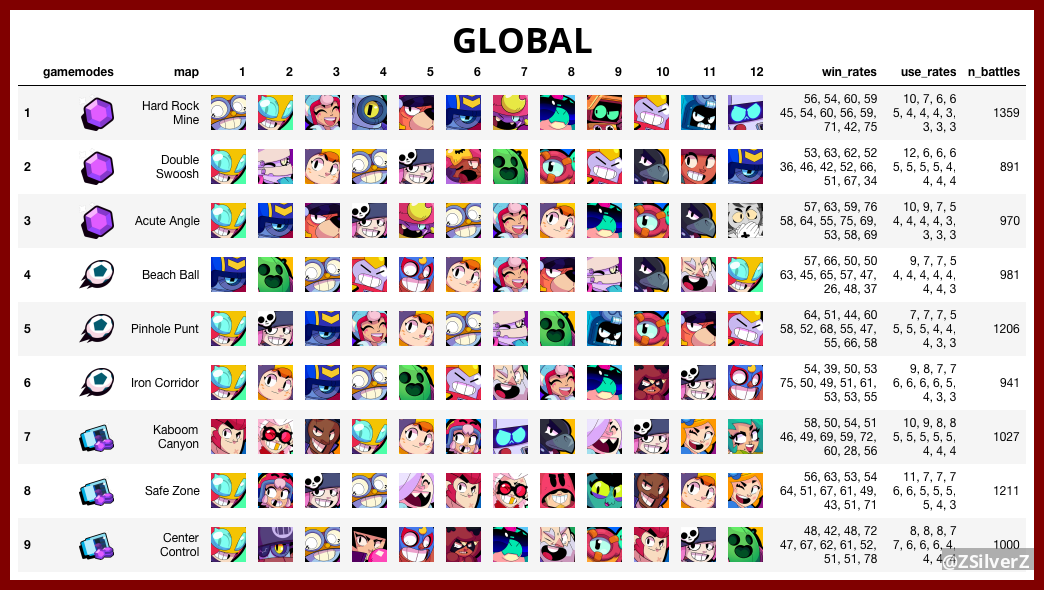 GLOBAL
gamemodes map 1 2 3 4 5 6 7 8 9 10 11 12 win_rates use_rates n_battles
1 Hard Rock Mine 56, 54, 60, 59 45, 54, 60, 56, 59, 71, 42, 75 10, 7, 6, 6 5, 4, 4, 4, 3, 3, 3, 3 1359
2 Double Swoosh 53, 63, 62, 52 36, 46, 42, 52, 66, 51, 67, 34 12, 6, 6, 6 5, 5, 5, 5, 4, 4, 4, 4 891
3 Acute Angle 57, 63, 59, 76 58, 64, 55, 75, 69, 53, 58, 69 10, 9, 7, 5 4, 4, 4, 4, 3, 3, 3, 3 970
4 Beach Ball 57, 66, 50, 50 63, 45, 65, 57, 47, 26, 48, 37 9, 7, 7, 5 4, 4, 4, 4, 4, 4, 4, 3 981
5 Pinhole Punt 64, 51, 44, 60 58, 52, 68, 55, 47, 55, 66, 58 7, 7, 7, 5 5, 5, 5, 4, 4, 4, 3, 3 1206
6 Iron Corridor 54, 39, 50, 53 75, 50, 49, 51, 61, 53, 53, 55 9, 8, 7, 7 6, 6, 6, 6, 5, 4, 3, 3 941
7 Kaboom Canyon 58, 50, 54, 51 46, 49, 69, 59, 72, 60, 28, 56 10, 9, 8, 8 5, 5, 5, 5, 5, 4, 4, 4 1027
8 Safe Zone 56, 63, 53, 54 64, 51, 67, 61, 49, 43, 51, 71 11, 7, 7, 7 6, 6, 5, 5, 5, 5, 4, 3 1211
9 Center Control 48, 42, 48, 72 47, 67, 62, 61, 52, 51, 51, 78 8, 8, 8, 7 7, 6, 6, 6, 4, 4, 1000
@ZSilverZ